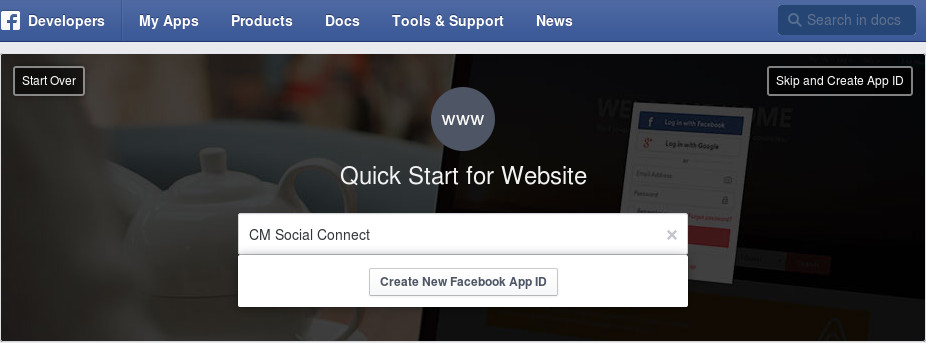 Developers My Apps Products Docs Tools & Support News Search in docs
Start Over Skip and Create App ID
www
Quick Start for Website
Log in with Facebook
Log in with Google
or
Email Address
Password
CM Social Connect
Create New Facebook App ID